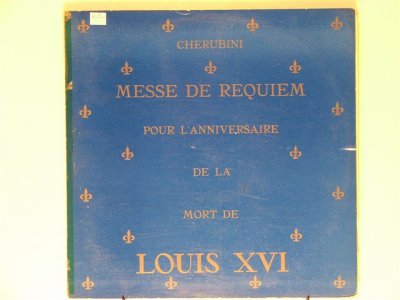 CHERUBINI
MESSE DE REQUIEM
POUR L'ANNIVERSAIRE
DE LA
MORT DE
LOUIS XVI